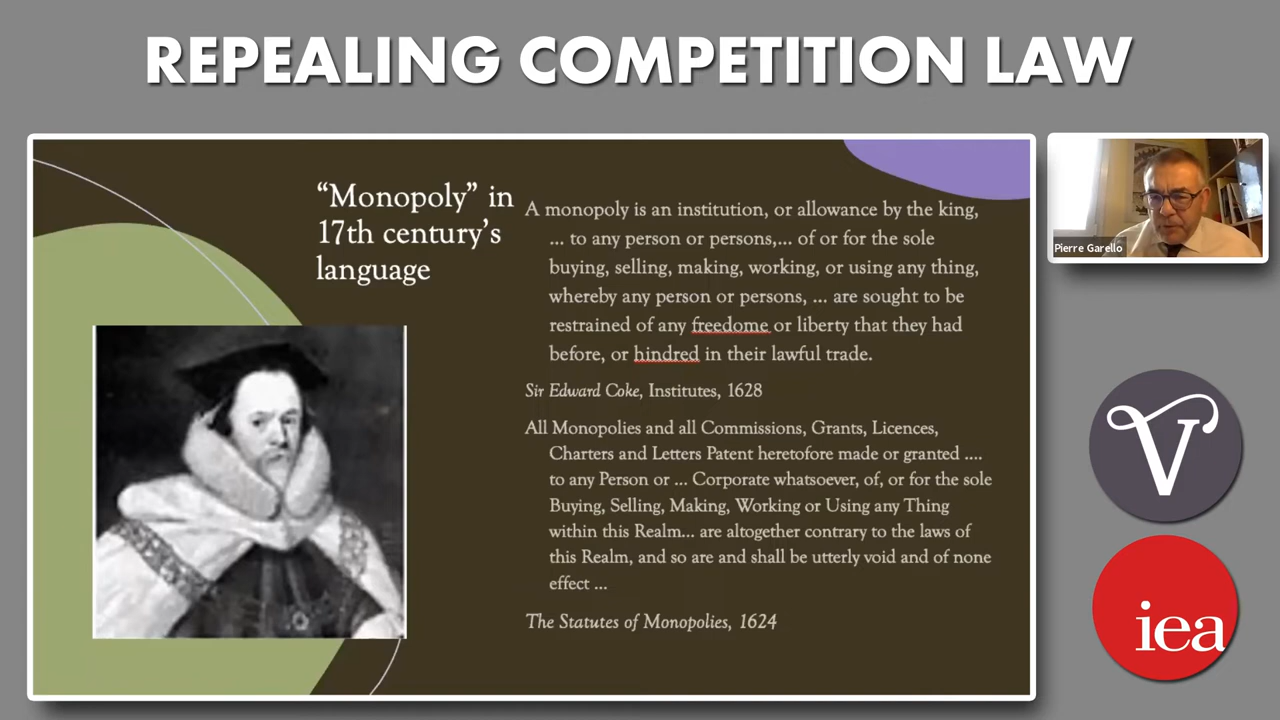 REPEALING COMPETITION LAW
“Monopoly” in
17th century’s
language
A monopoly is an institution, or allowance by the king,
... to any person or persons,... of or for the sole
buying, selling, making, working, or using any thing,
whereby any person or persons, ... are sought to be
restrained of any freedome or liberty that they had
before, or hindred in their lawful trade.
Sir Edward Coke, Institutes, 1628
All Monopolies and all Commissions, Grants, Licences,
Charters and Letters Patent heretofore made or granted ....
to any Person or ... Corporate whatsoever, of, or for the sole
Buying, Selling, Making, Working or Using any Thing
within this Realm... are altogether contrary to the laws of
this Realm, and so are and shall be utterly void and of none
effect ...
The Statutes of Monopolies, 1624
Pierre Garello
V
iea